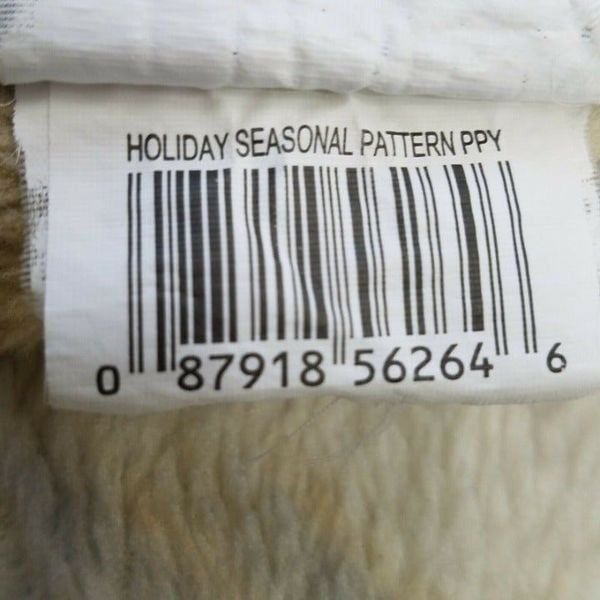 HOLIDAY SEASONAL PATTERN PPY
0 87918 56264 6